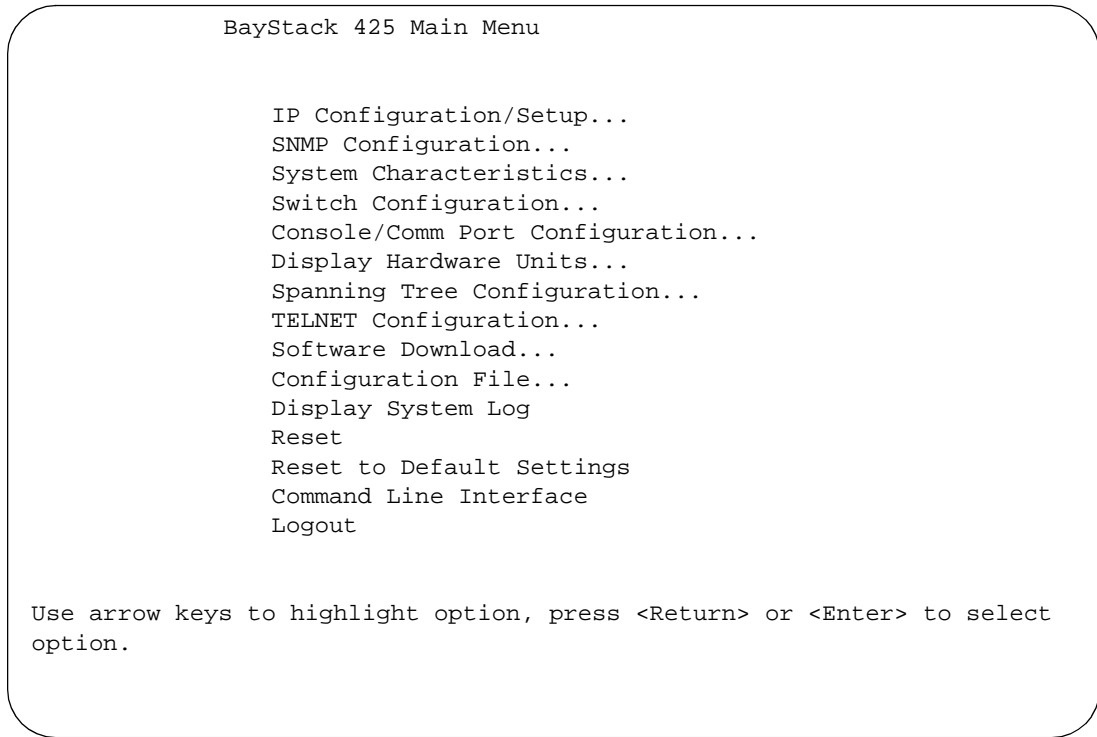 BayStack 425 Main Menu
IP Configuration/Setup...
SNMP Configuration...
System Characteristics...
Switch Configuration...
Console/Comm Port Configuration...
Display Hardware Units...
Spanning Tree Configuration...
TELNET Configuration...
Software Download...
Configuration File...
Display System Log
Reset
Reset to Default Settings
Command Line Interface
Logout
Use arrow keys to highlight option, press <Return> or <Enter> to select
option.